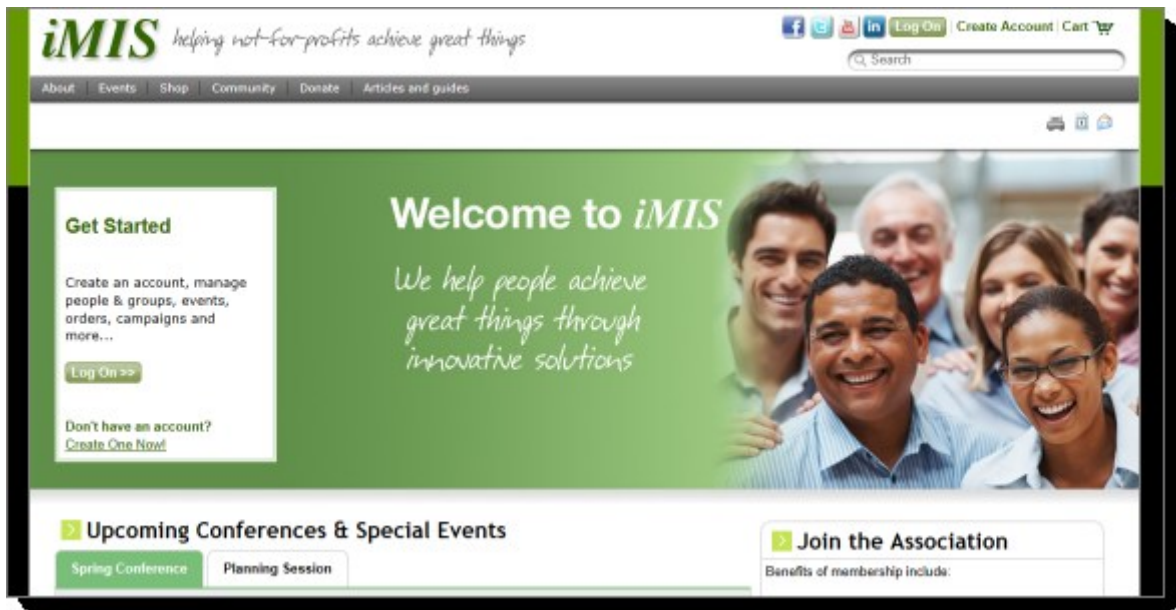 iMIS helping not-for-profits achieve great things
Log On Create Account Cart
Search
About Events Shop Community Donate Articles and guides
Get Started
Create an account, manage
people & groups, events,
orders, campaigns and
more...
Log On >>
Don't have an account?
Create One Now!
Welcome to iMIS
We help people achieve
great things through
innovative solutions
Upcoming Conferences & Special Events
Spring Conference Planning Session
Join the Association
Benefits of membership include: